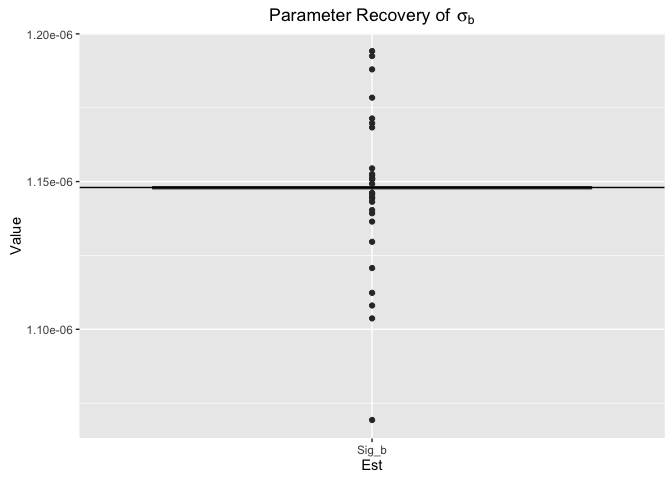 Parameter Recovery of σb
1.20e-06
1.15e-06
1.10e-06
Value
Sig_b
Est